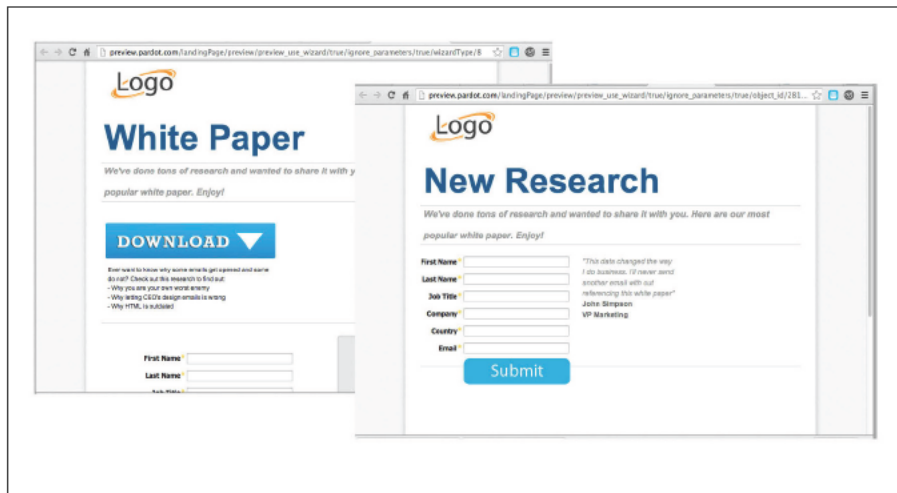 preview.pardot.com/landingPage/preview/preview_use_wizard/true/ignore_parameters/true/wizardType/8
Logo
White Paper
We've done tons of research and wanted to share it with y
popular white paper. Enjoy!
DOWNLOAD
Ever want to know why some emails get opened and some
do not? Check out this research to find out:
- Why you are your own worst enemy
- Why letting CEO's design emails is wrong
- Why HTML is outdated
First Name *
Last Name *
Job Title *
preview.pardot.com/landingPage/preview/preview_use_wizard/true/ignore_parameters/true/object_id/281...
Logo
New Research
We've done tons of research and wanted to share it with you. Here are our most
popular white paper. Enjoy!
First Name *
Last Name *
Job Title *
Company *
Country *
Email *
Submit
"This data changed the way
I do business. I'll never send
another email with out
referencing this white paper"
John Simpson
VP Marketing